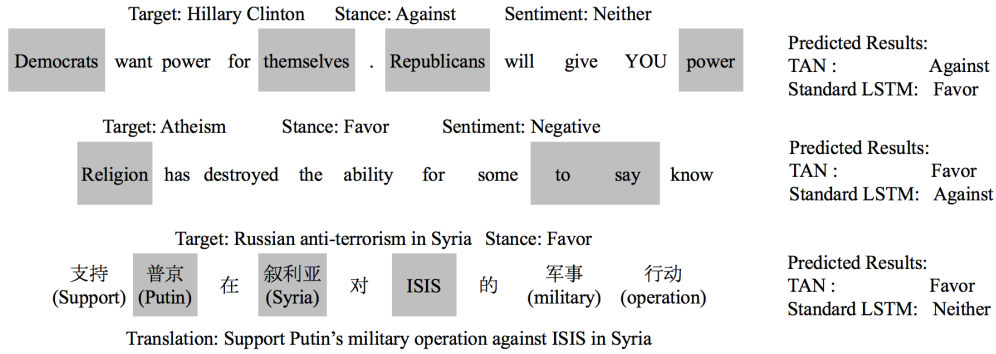 Target: Hillary Clinton Stance: Against Sentiment: Neither
Democrats want power for themselves . Republicans will give YOU power
Predicted Results:
TAN : Against
Standard LSTM: Favor
Target: Atheism Stance: Favor Sentiment: Negative
Religion has destroyed the ability for some to say know
Predicted Results:
TAN : Favor
Standard LSTM: Against
Target: Russian anti-terrorism in Syria Stance: Favor
支持 普京 在 叙利亚 对 ISIS 的 军事 行动
(Support) (Putin) (Syria) (military) (operation)
Translation: Support Putin's military operation against ISIS in Syria
Predicted Results:
TAN : Favor
Standard LSTM: Neither